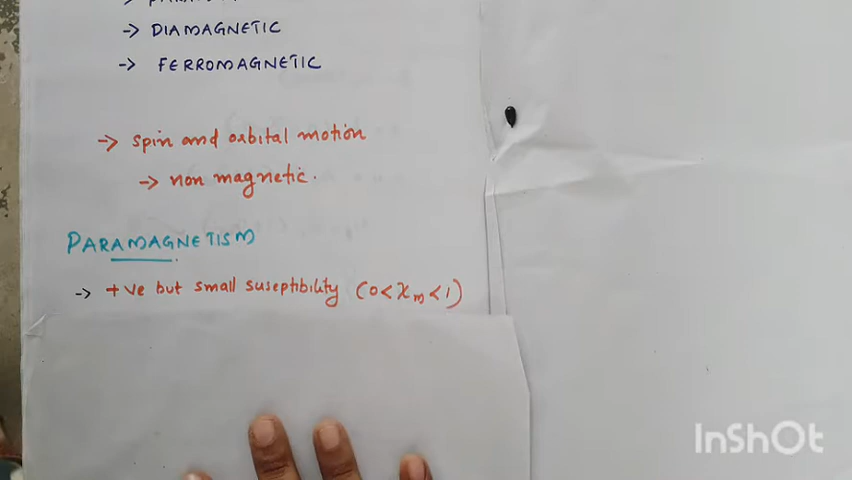 -> DIAMAGNETIC
-> FERROMAGNETIC
-> spin and orbital motion
-> non magnetic.
PARAMAGNETISM
-> +ve but small suseptibility (0<χm<1)
InShOt